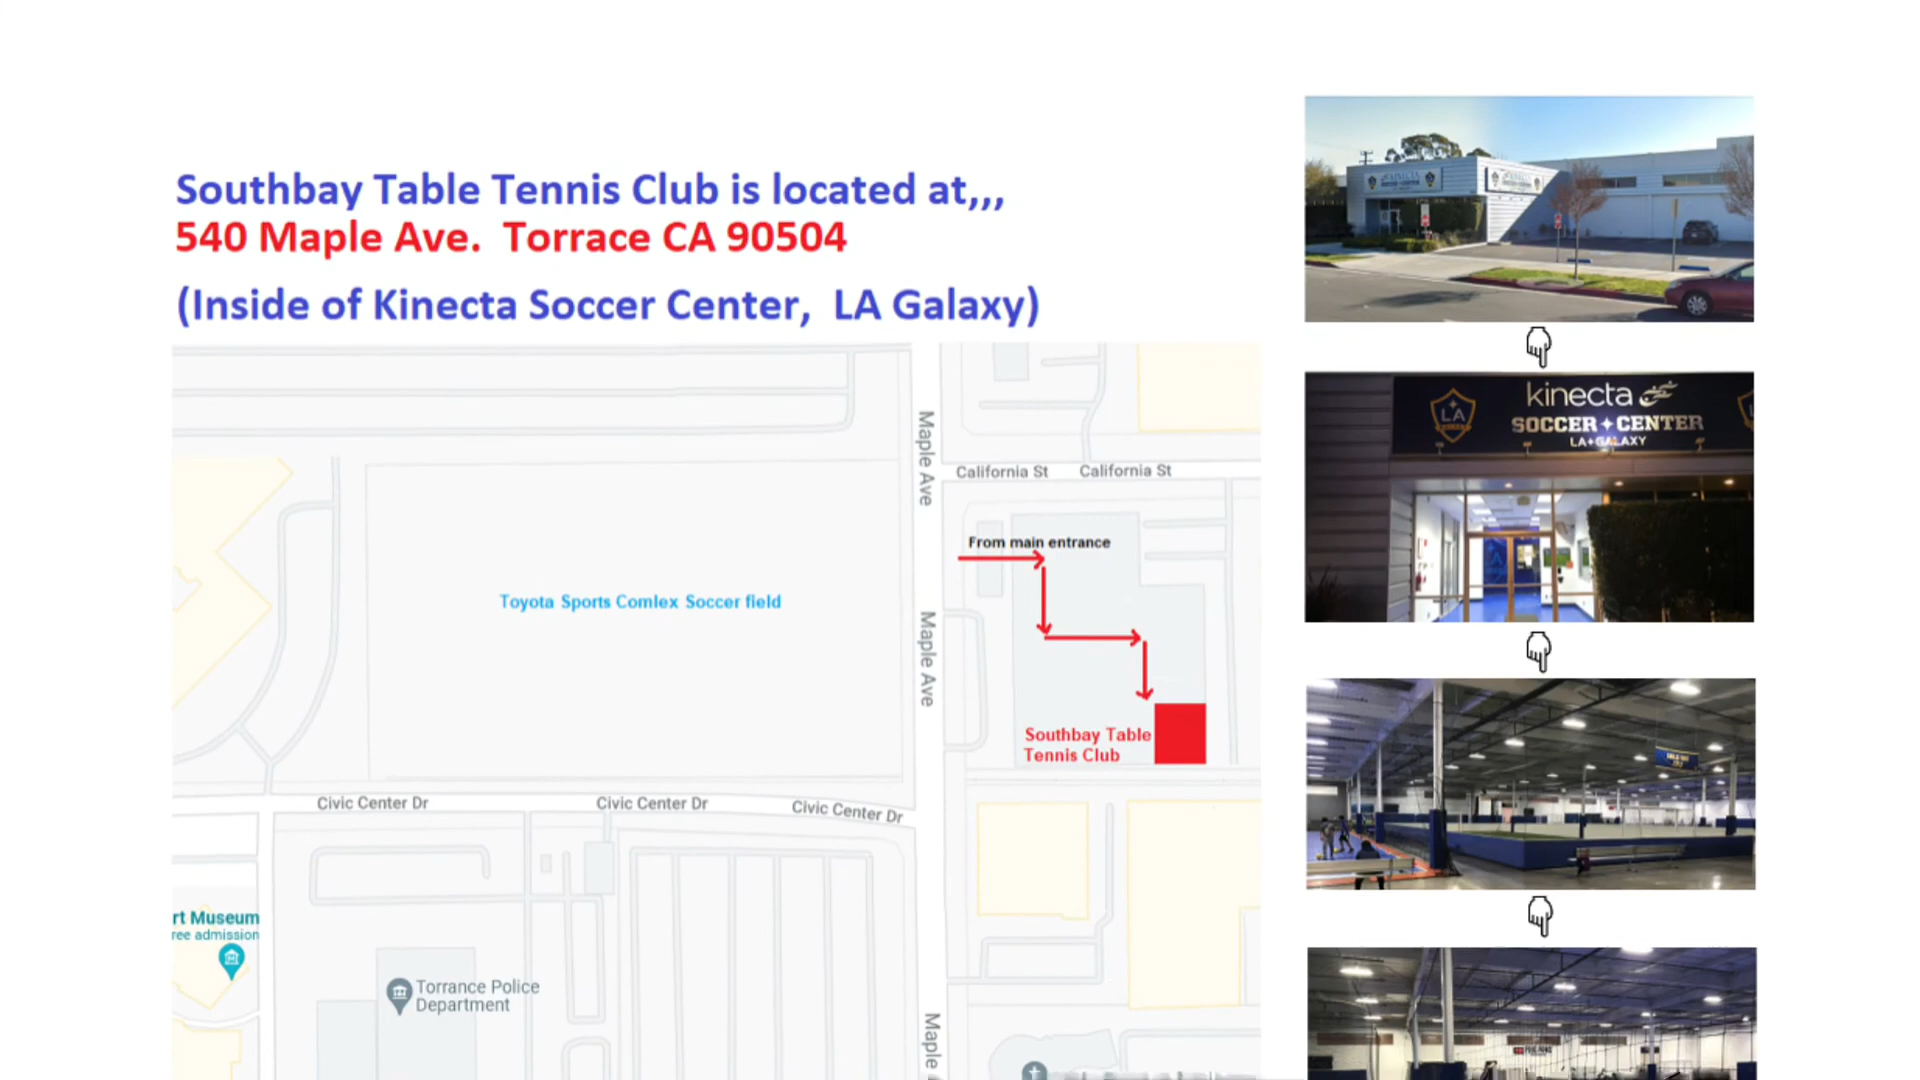 Southbay Table Tennis Club is located at,,,
540 Maple Ave. Torrace CA 90504
(Inside of Kinecta Soccer Center, LA Galaxy)
Maple Ave
California St
California St
From main entrance
Toyota Sports Comlex Soccer field
Maple Ave
Southbay Table
Tennis Club
Civic Center Dr
Civic Center Dr
Civic Center Dr
rt Museum
ree admission
Torrance Police
Department
Maple
LA
kinecta
SOCCER CENTER
LA GALAXY